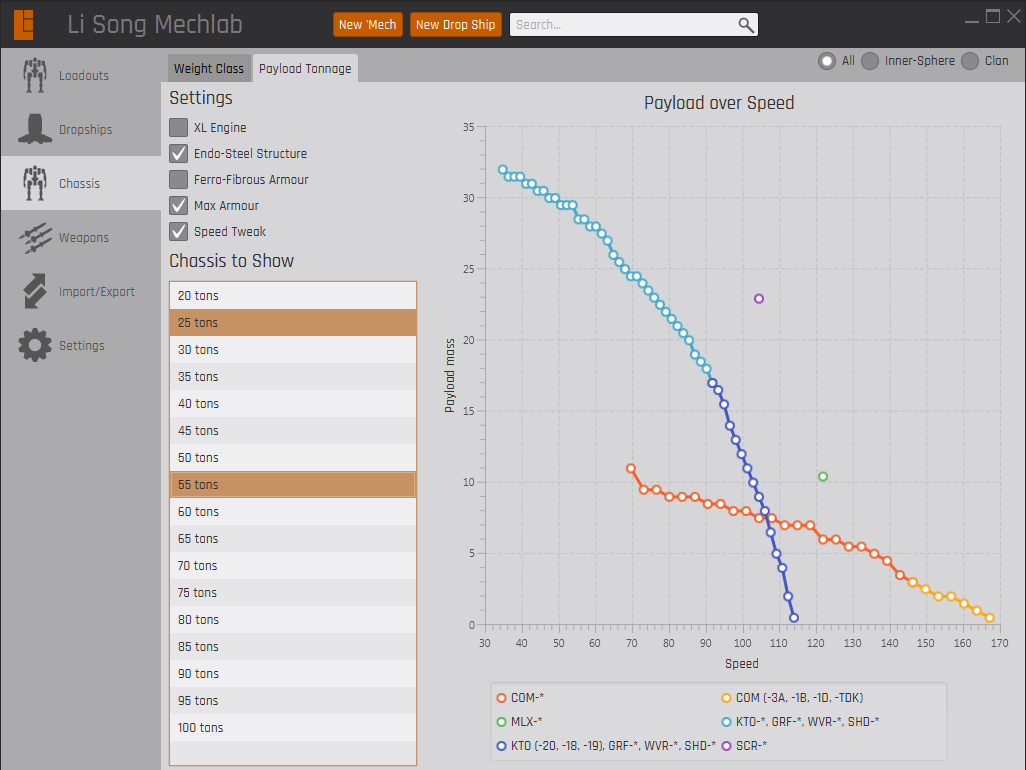 Li Song Mechlab
New 'Mech
New Drop Ship
Search...
Loadouts
Dropships
Chassis
Weapons
Import/Export
Settings
Weight Class
Payload Tonnage
All
Inner-Sphere
Clan
Settings
XL Engine
Endo-Steel Structure
Ferro-Fibrous Armour
Max Armour
Speed Tweak
Chassis to Show
20 tons
25 tons
30 tons
35 tons
40 tons
45 tons
50 tons
55 tons
60 tons
65 tons
70 tons
75 tons
80 tons
85 tons
90 tons
95 tons
100 tons
Payload over Speed
Payload mass
35
30
25
20
15
10
5
0
30 40 50 60 70 80 90 100 110 120 130 140 150 160 170
Speed
COM-*
COM (-3A, -1B, -1D, -TDK)
MLX-*
KTO-*, GRF-*, WVR-*, SHD-*
KTO (-20, -18, -19), GRF-*, WVR-*, SHD-*
SCR-*